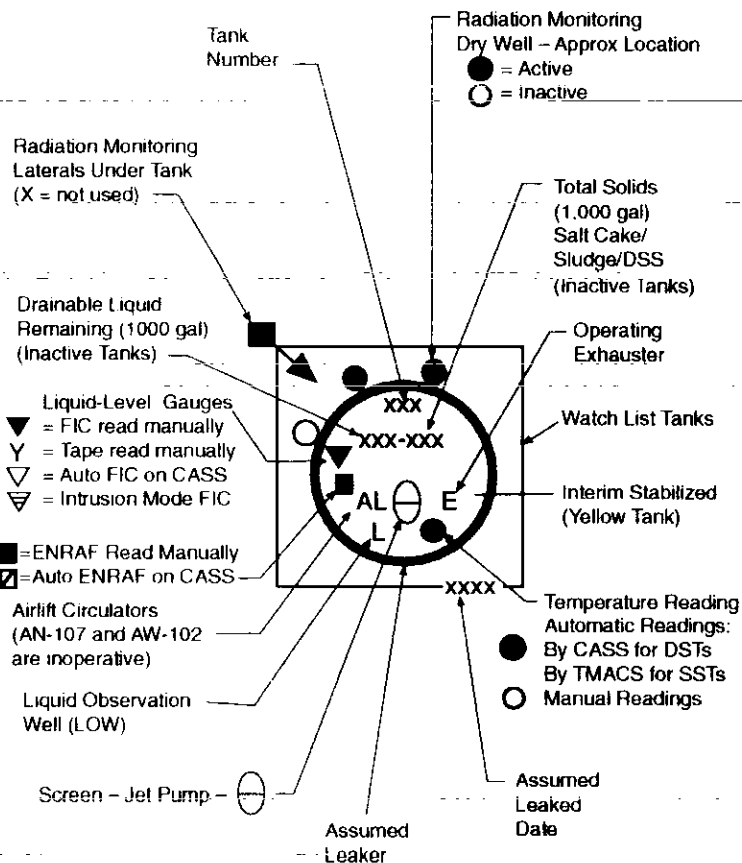 Tank
Number
Radiation Monitoring
Dry Well – Approx Location
= Active
= Inactive
Radiation Monitoring
Laterals Under Tank
(X = not used)
Total Solids
(1,000 gal)
Salt Cake/
Sludge/DSS
(Inactive Tanks)
Drainable Liquid
Remaining (1000 gal)
(Inactive Tanks)
Operating
Exhauster
Liquid-Level Gauges
= FIC read manually
Y = Tape read manually
= Auto FIC on CASS
= Intrusion Mode FIC
xxx
xxx-xxx
AL E
L
xxxx
Watch List Tanks
Interim Stabilized
(Yellow Tank)
=ENRAF Read Manually
=Auto ENRAF on CASS
Airlift Circulators
(AN-107 and AW-102
are inoperative)
Temperature Reading
Automatic Readings:
By CASS for DSTs
By TMACS for SSTs
Manual Readings
Liquid Observation
Well (LOW)
Screen – Jet Pump –
Assumed
Leaker
Assumed
Leaked
Date